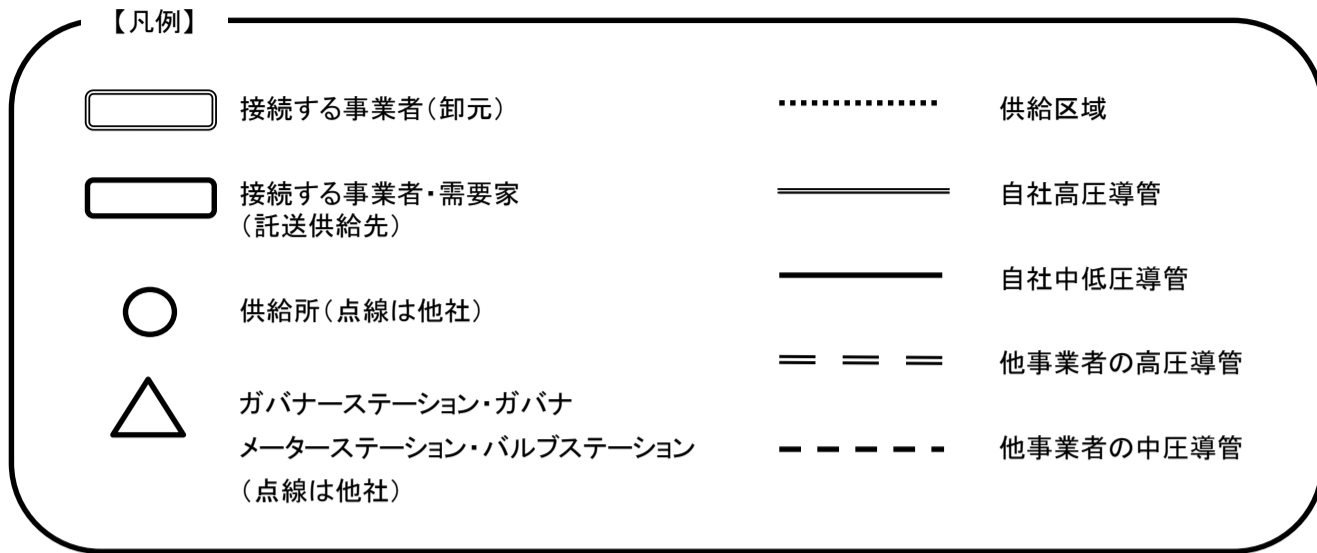 【凡例】
接続する事業者（卸元）
接続する事業者・需要家
（託送供給先）
供給所（点線は他社）
ガバナーステーション・ガバナ
メーターステーション・バルブステーション
（点線は他社）
供給区域
自社高圧導管
自社中低圧導管
他事業者の高圧導管
他事業者の中圧導管